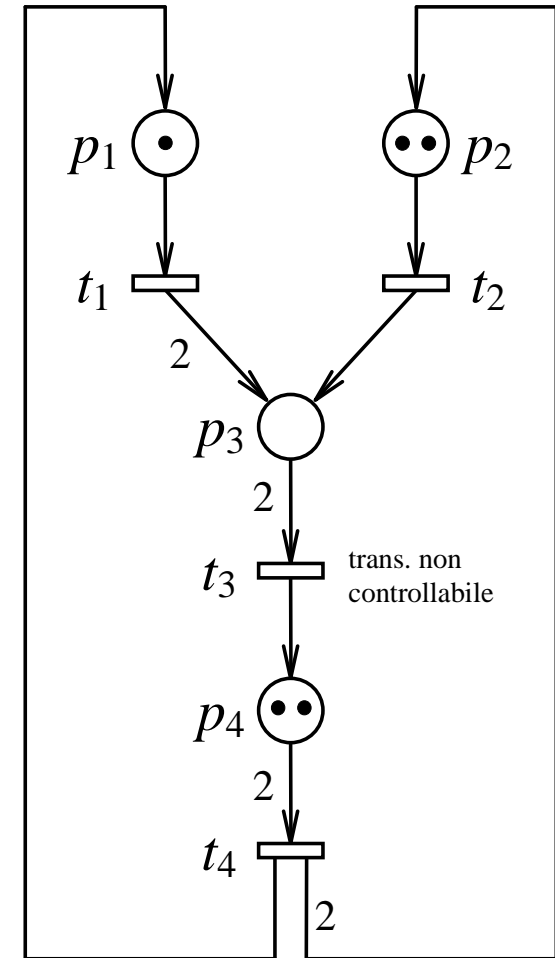 p1
p2
t1
t2
2
p3
2
t3
trans. non
controllabile
p4
2
t4
2